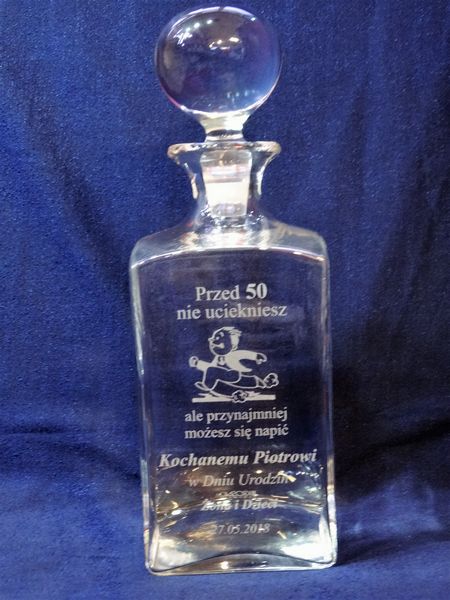 Przed 50
nie uciekniesz
ale przynajmniej
możesz się napić
Kochanemu Piotrowi
w Dniu Urodzin
Żona i Dzieci
27.05.2018